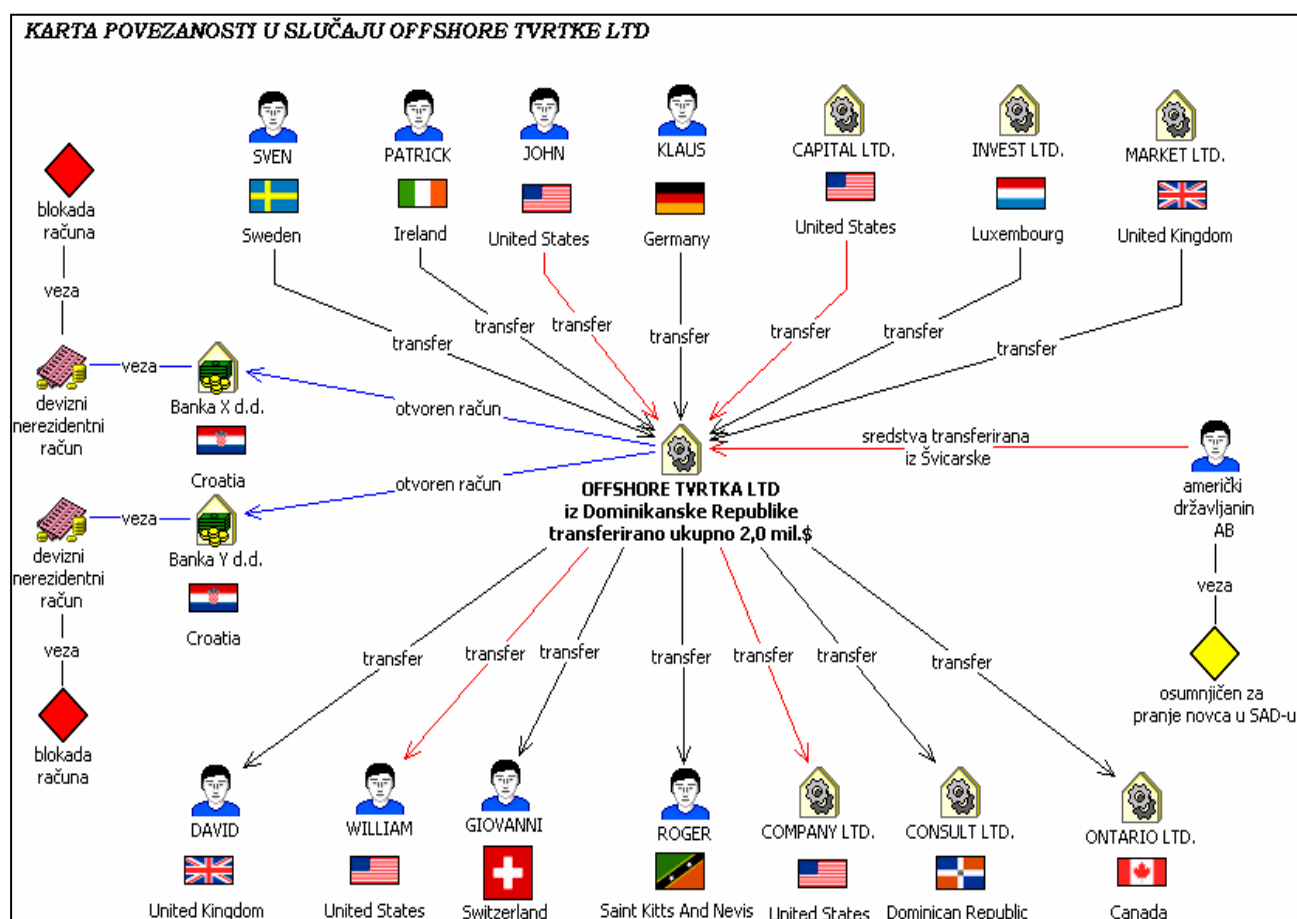 KARTA POVEZANOSTI U SLUČAJU OFFSHORE TVRTKE LTD
SVEN
PATRICK
JOHN
KLAUS
CAPITAL LTD.
INVEST LTD.
MARKET LTD.
Sweden
Ireland
United States
Germany
United States
Luxembourg
United Kingdom
blokada
računa
veza
transfer
transfer
transfer
transfer
transfer
transfer
transfer
devizni
nerezidentni
račun
veza
Banka X d.d.
Croatia
otvoren račun
sredstva transferirana
iz Švicarske
američki
državljanin
AB
OFFSHORE TVRTKA LTD
iz Dominikanske Republike
transferirano ukupno 2,0 mil.$
otvoren račun
veza
devizni
nerezidentni
račun
Banka Y d.d.
Croatia
veza
veza
osumnjičen za
pranje novca u SAD-u
blokada
računa
transfer
transfer
transfer
transfer
transfer
transfer
transfer
DAVID
WILLIAM
GIOVANNI
ROGER
COMPANY LTD.
CONSULT LTD.
ONTARIO LTD.
United Kingdom
United States
Switzerland
Saint Kitts And Nevis
United States
Dominican Republic
Canada